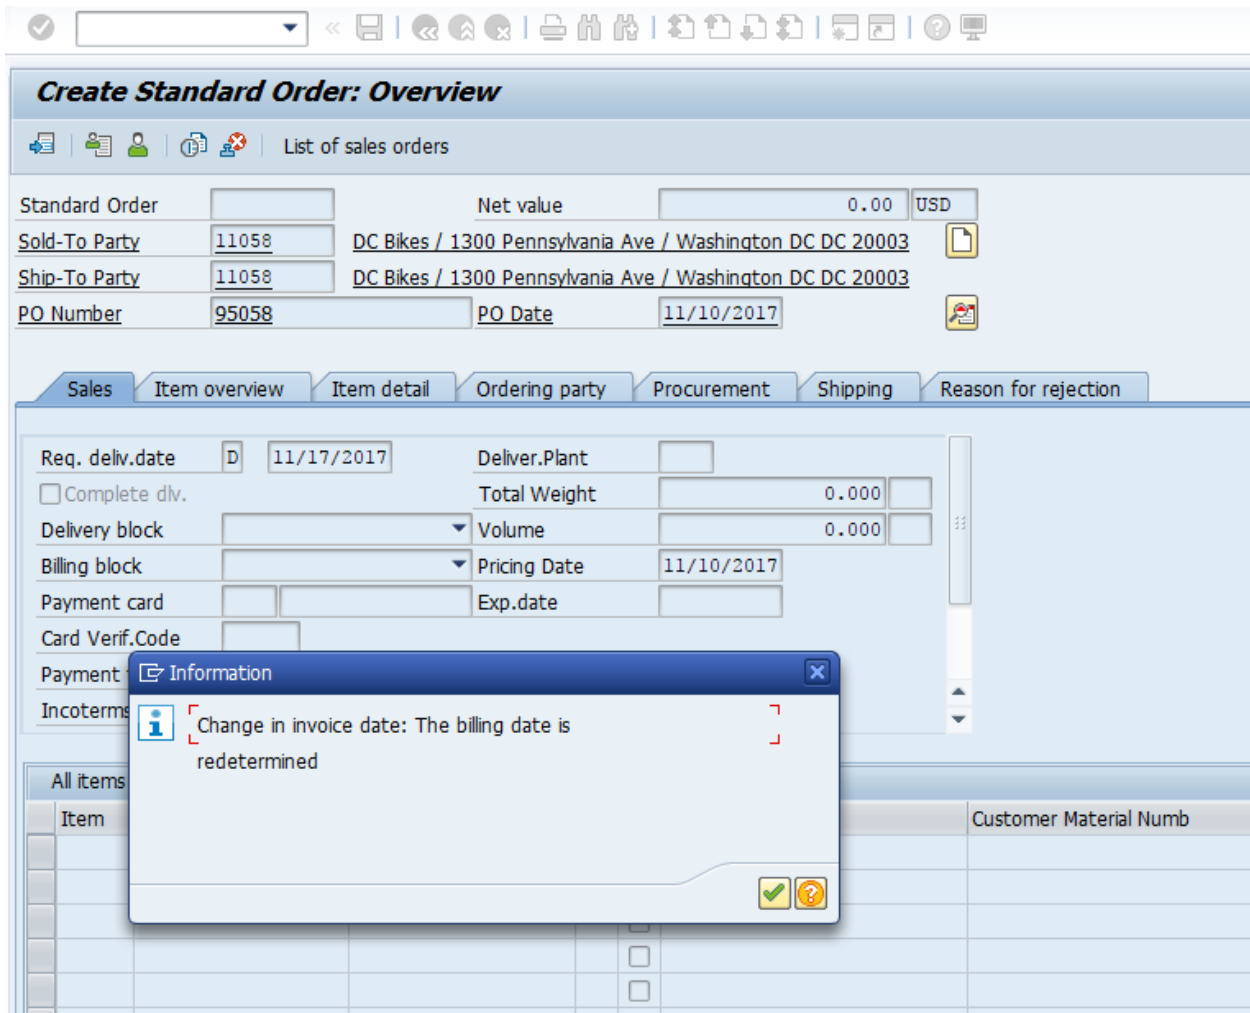 Create Standard Order: Overview
List of sales orders
Standard Order Net value 0.00 USD
Sold-To Party 11058 DC Bikes / 1300 Pennsylvania Ave / Washington DC DC 20003
Ship-To Party 11058 DC Bikes / 1300 Pennsylvania Ave / Washington DC DC 20003
PO Number 95058 PO Date 11/10/2017
Sales Item overview Item detail Ordering party Procurement Shipping Reason for rejection
Req. deliv.date D 11/17/2017 Deliver.Plant
Complete dlv. Total Weight 0.000
Delivery block Volume 0.000
Billing block Pricing Date 11/10/2017
Payment card Exp.date
Card Verif.Code
Payment
Information
Incoterms
Change in invoice date: The billing date is
redetermined
All items
Item Customer Material Numb